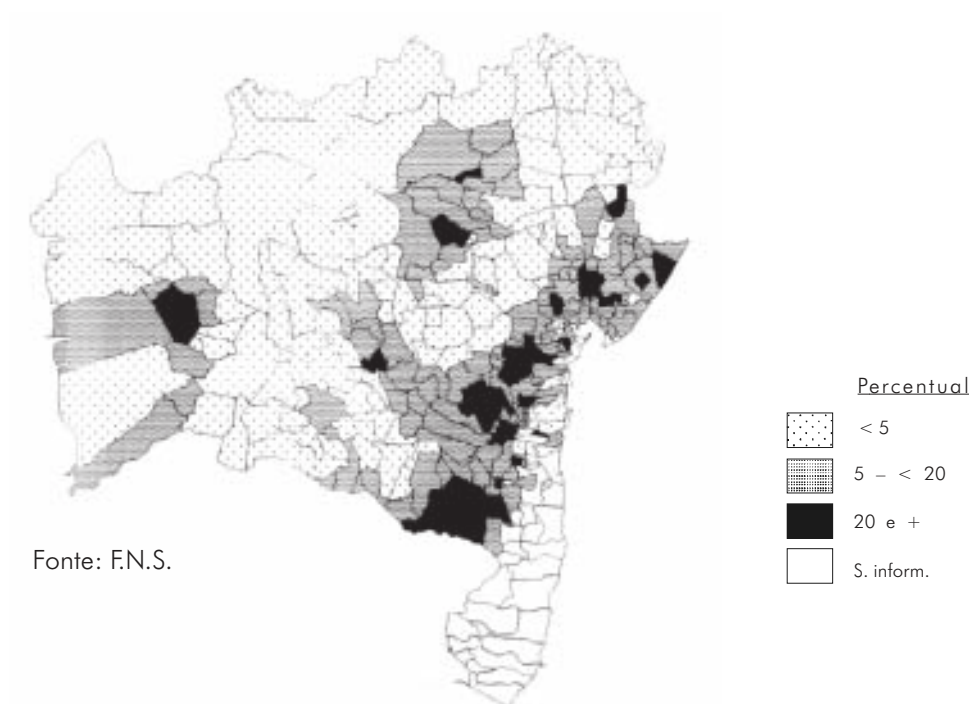 Percentual
< 5
5 – < 20
20 e +
S. inform.
Fonte: F.N.S.